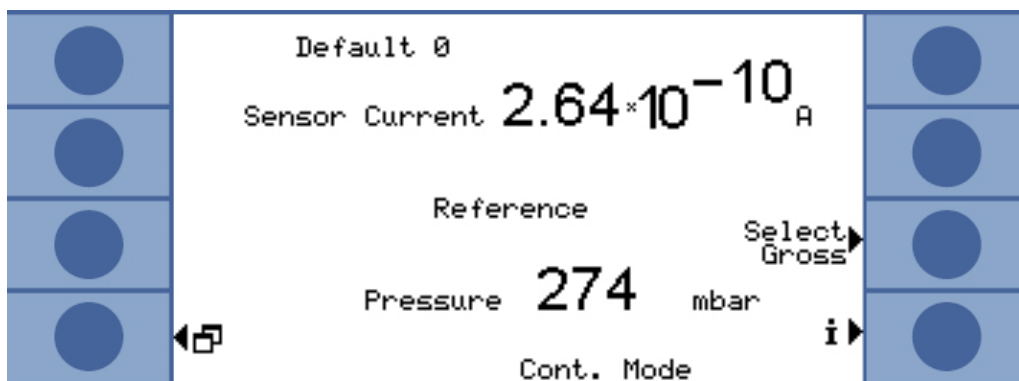 Default 0
Sensor Current 2.64×10⁻¹⁰ A
Reference
Select
Gross
Pressure 274 mbar
i
Cont. Mode